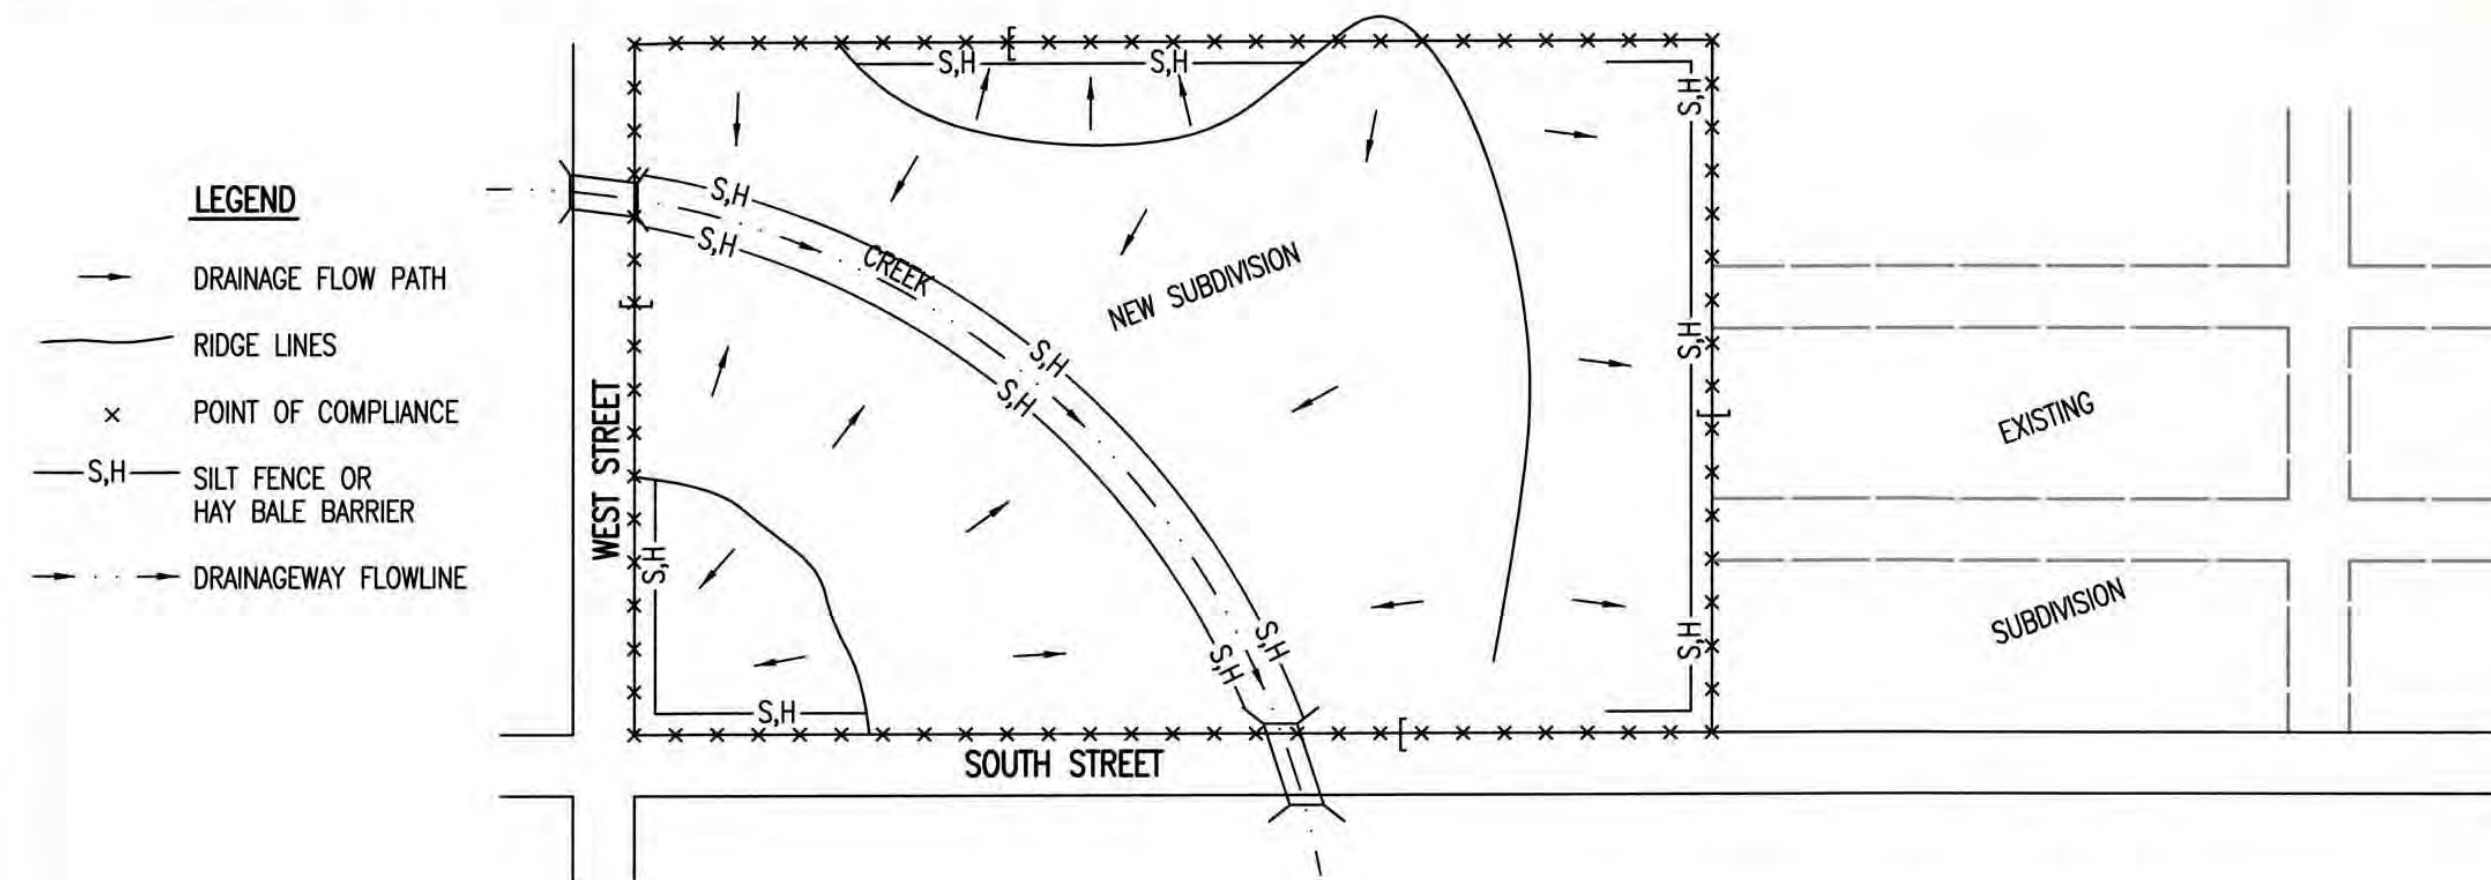 LEGEND
DRAINAGE FLOW PATH
RIDGE LINES
POINT OF COMPLIANCE
S,H
SILT FENCE OR
HAY BALE BARRIER
DRAINAGEWAY FLOWLINE
S,H
S,H
S,H
S,H
S,H
CREEK
NEW SUBDIVISION
S,H
S,H
S,H
WEST STREET
EXISTING
S,H
SUBDIVISION
S,H
S,H
S,H
S,H
SOUTH STREET